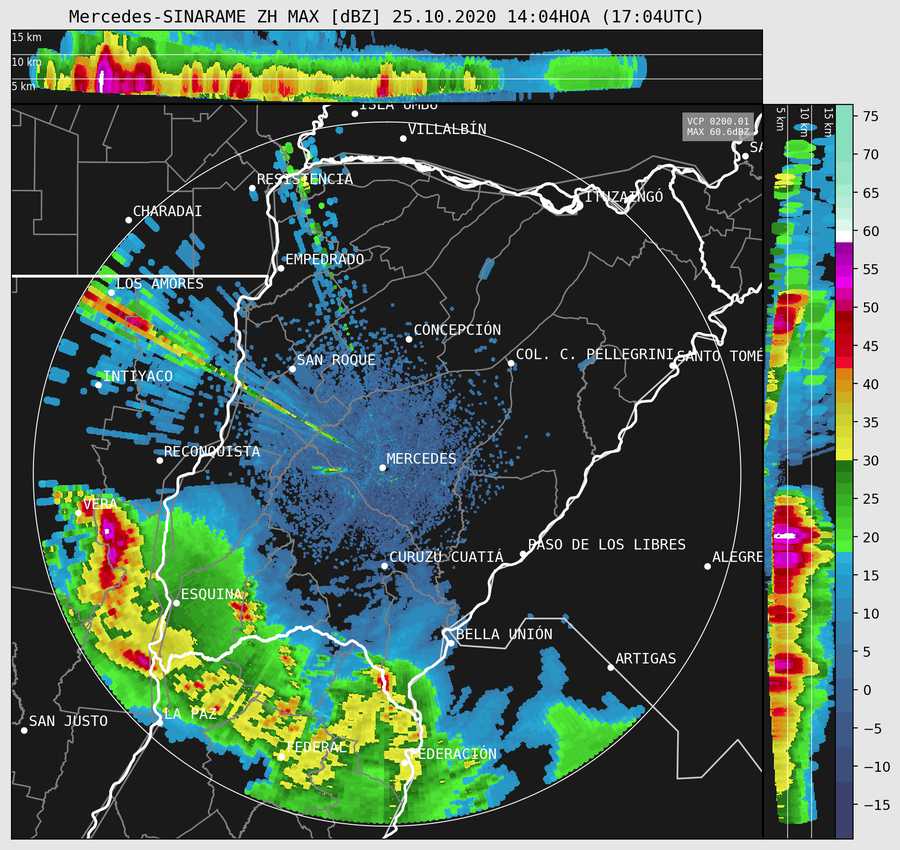 Mercedes-SINARAME ZH MAX [dBZ] 25.10.2020 14:04HOA (17:04UTC)
15 km
10 km
5 km
5 km
10 km
15 km
VCP 0200.01
MAX 60.6dBZ
ISLA UMBÚ
VILLALBÍN
SA
RESISTENCIA
ITUZAINGÓ
CHARADAI
EMPEDRADO
LOS AMORES
CONCEPCIÓN
SAN ROQUE
COL. C. PELLEGRINI
SANTO TOMÉ
INTIYACO
RECONQUISTA
MERCEDES
VERA
CURUZÚ CUATIÁ
PASO DE LOS LIBRES
ALEGRE
ESQUINA
BELLA UNIÓN
ARTIGAS
SAN JUSTO
LA PAZ
FEDERAL
FEDERACIÓN
75
70
65
60
55
50
45
40
35
30
25
20
15
10
5
0
−5
−10
−15